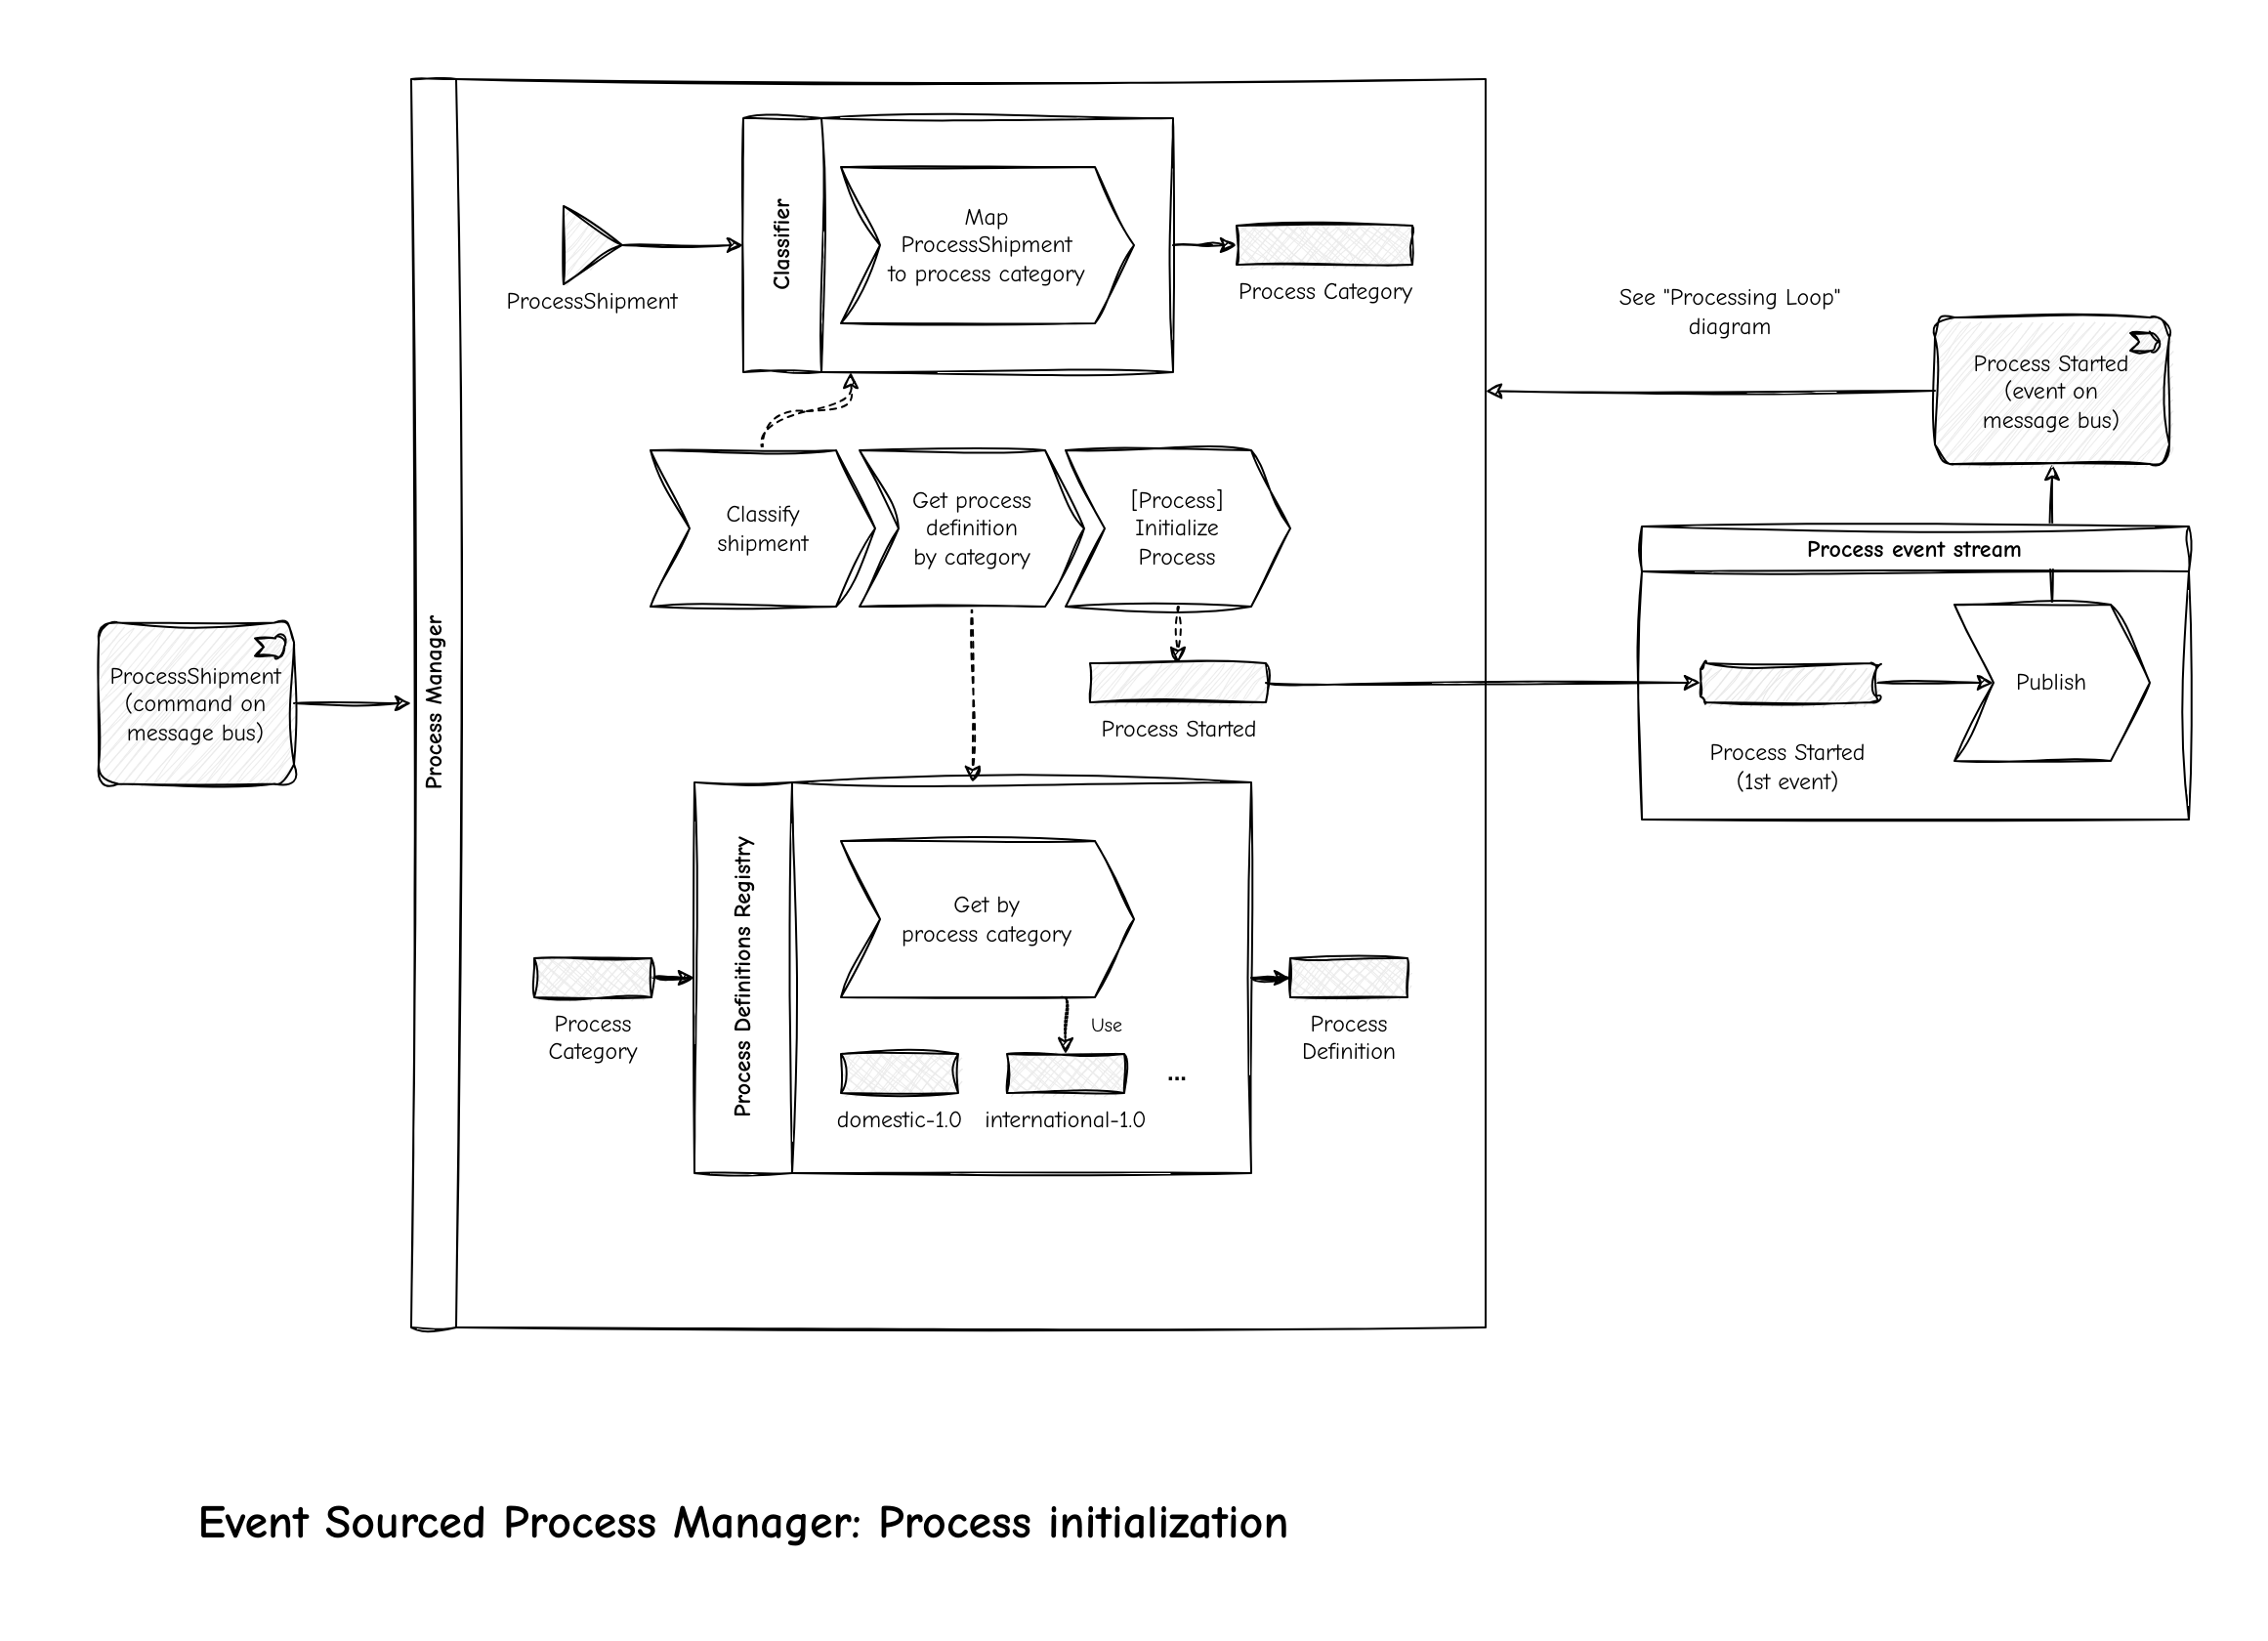 Process Manager
Classifier
Map
ProcessShipment
to process category
ProcessShipment
Process Category
See "Processing Loop"
diagram
Process Started
(event on
message bus)
Classify
shipment
Get process
definition
by category
[Process]
Initialize
Process
Process event stream
ProcessShipment
(command on
message bus)
Process Started
Process Started
(1st event)
Publish
Process Definitions Registry
Get by
process category
Use
Process
Category
domestic-1.0
international-1.0
...
Process
Definition
Event Sourced Process Manager: Process initialization